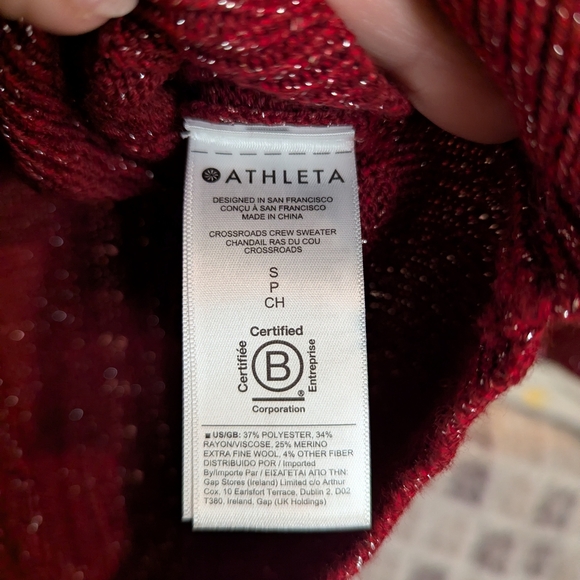 ATHLETA
DESIGNED IN SAN FRANCISCO
CONÇU À SAN FRANCISCO
MADE IN CHINA
CROSSROADS CREW SWEATER
CHANDAIL RAS DU COU
CROSSROADS
S
P
CH
Certified
Certifiée
B
Entreprise
®
Corporation
■ US/GB: 37% POLYESTER, 34%
RAYON/VISCOSE, 25% MERINO
EXTRA FINE WOOL, 4% OTHER FIBER
DISTRIBUIDO POR / Imported
By/Importe Par / ΕΙΣΑΓΕΤΑΙ ΑΠΟ ΤΗΝ:
Gap Stores (Ireland) Limited c/o Arthur
Cox. 10 Earlsfort Terrace, Dublin 2, D02
T380, Ireland, Gap (UK Holdings)